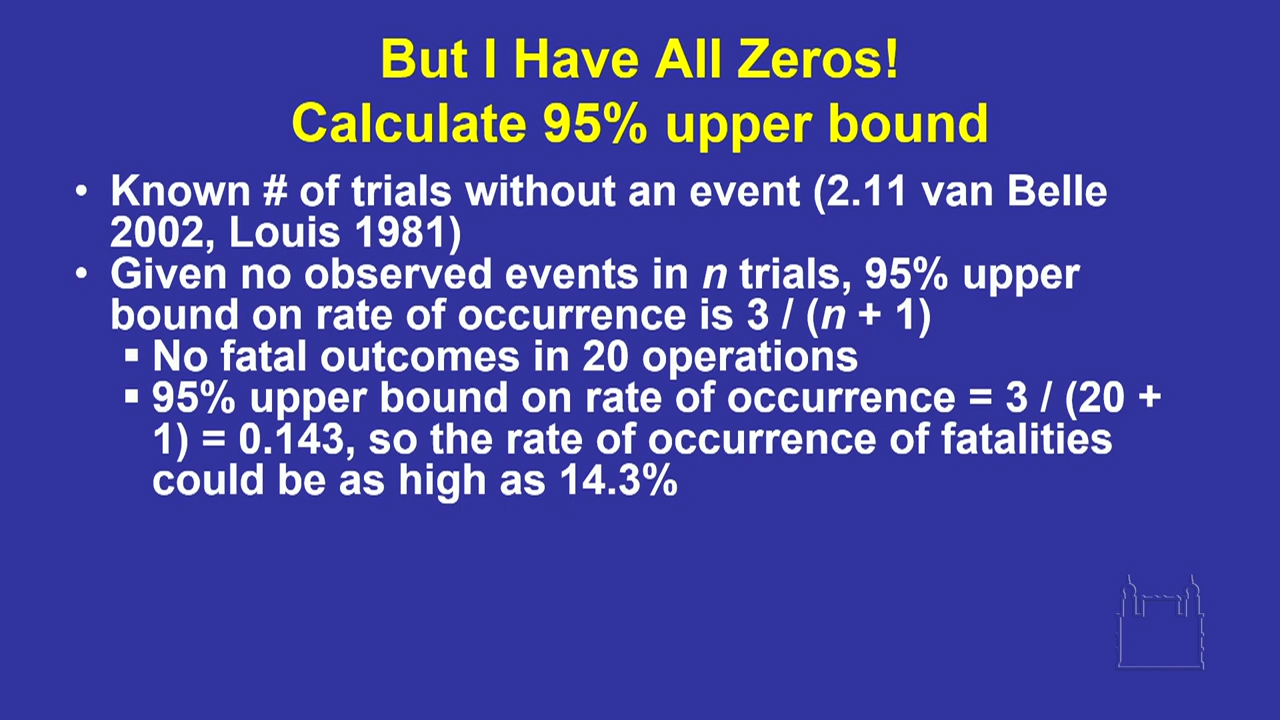 But I Have All Zeros!
Calculate 95% upper bound
• Known # of trials without an event (2.11 van Belle
2002, Louis 1981)
• Given no observed events in n trials, 95% upper
bound on rate of occurrence is 3 / (n + 1)
▪ No fatal outcomes in 20 operations
▪ 95% upper bound on rate of occurrence = 3 / (20 +
1) = 0.143, so the rate of occurrence of fatalities
could be as high as 14.3%